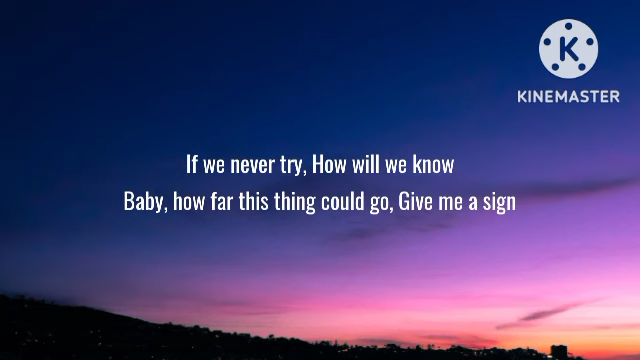 KINEMASTER
If we never try, How will we know
Baby, how far this thing could go, Give me a sign